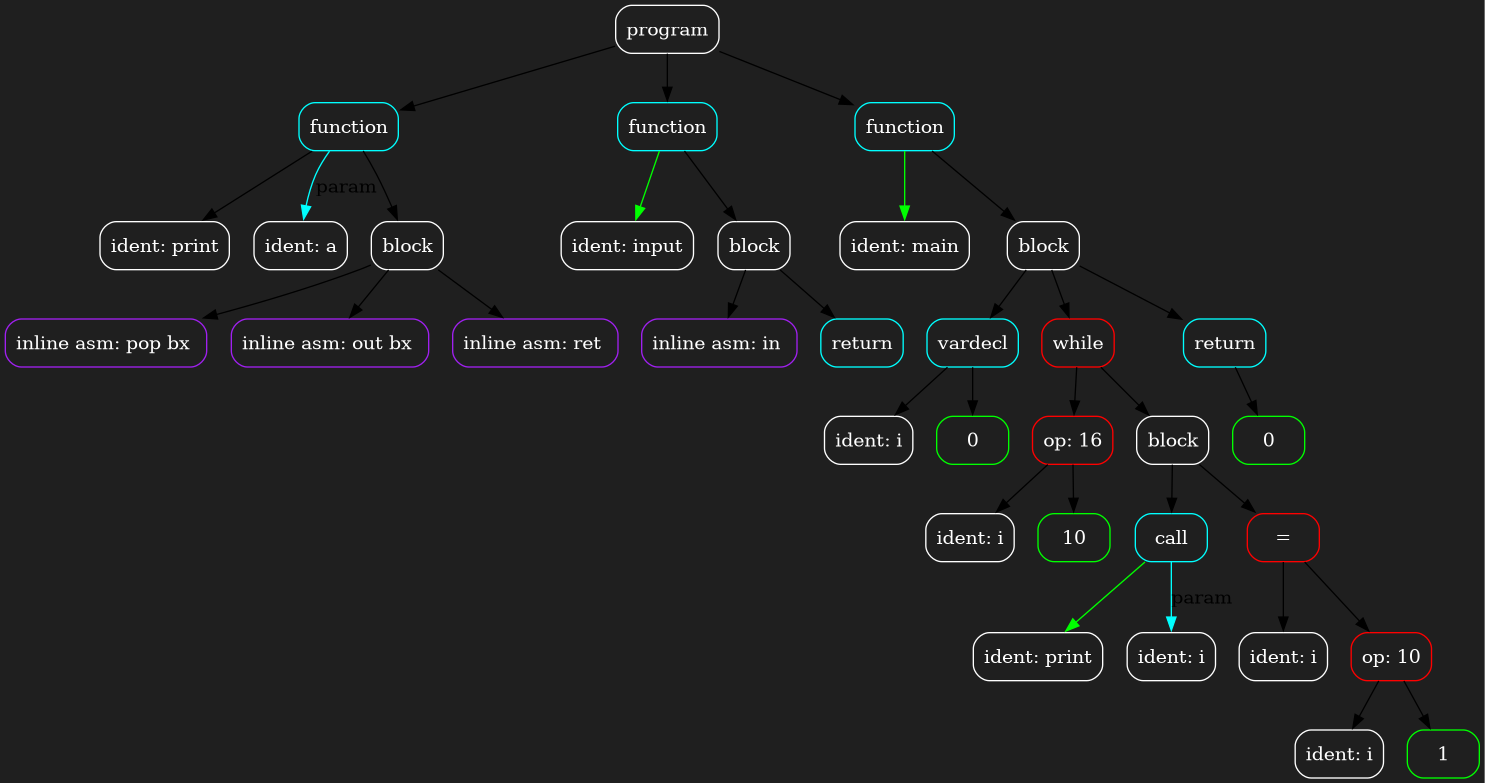 program
function
function
function
param
ident: print
ident: a
block
ident: input
block
ident: main
block
inline asm: pop bx
inline asm: out bx
inline asm: ret
inline asm: in
return
vardecl
while
return
ident: i
0
op: 16
block
0
ident: i
10
call
=
param
ident: print
ident: i
ident: i
op: 10
ident: i
1